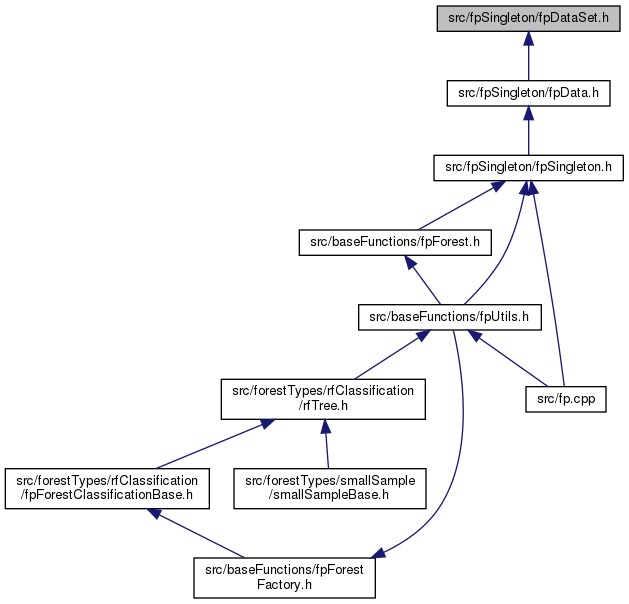 src/fpSingleton/fpDataSet.h
src/fpSingleton/fpData.h
src/fpSingleton/fpSingleton.h
src/baseFunctions/fpForest.h
src/baseFunctions/fpUtils.h
src/forestTypes/rfClassification
/rfTree.h
src/fp.cpp
src/forestTypes/rfClassification
/fpForestClassificationBase.h
src/forestTypes/smallSample
/smallSampleBase.h
src/baseFunctions/fpForest
Factory.h